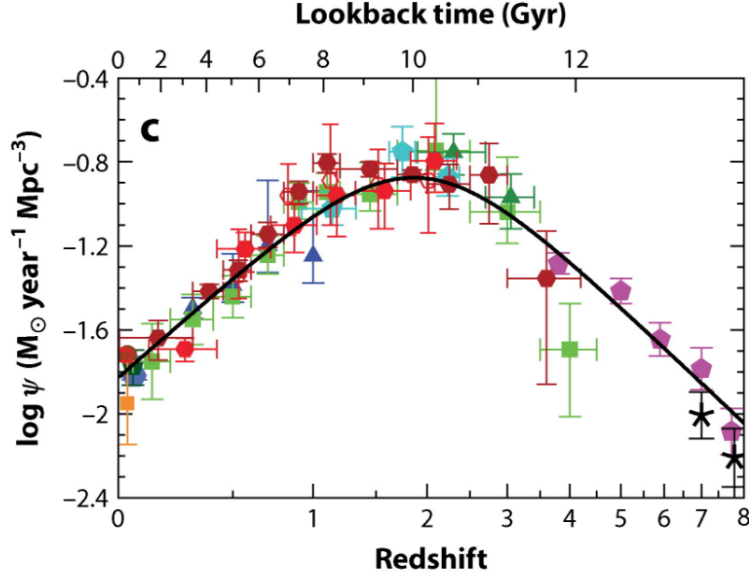 Lookback time (Gyr)
0 2 4 6 8 10 12
c
−0.4
−0.8
−1.2
−1.6
−2
−2.4
log ψ (M☉ year⁻¹ Mpc⁻³)
0 1 2 3 4 5 6 7 8
Redshift